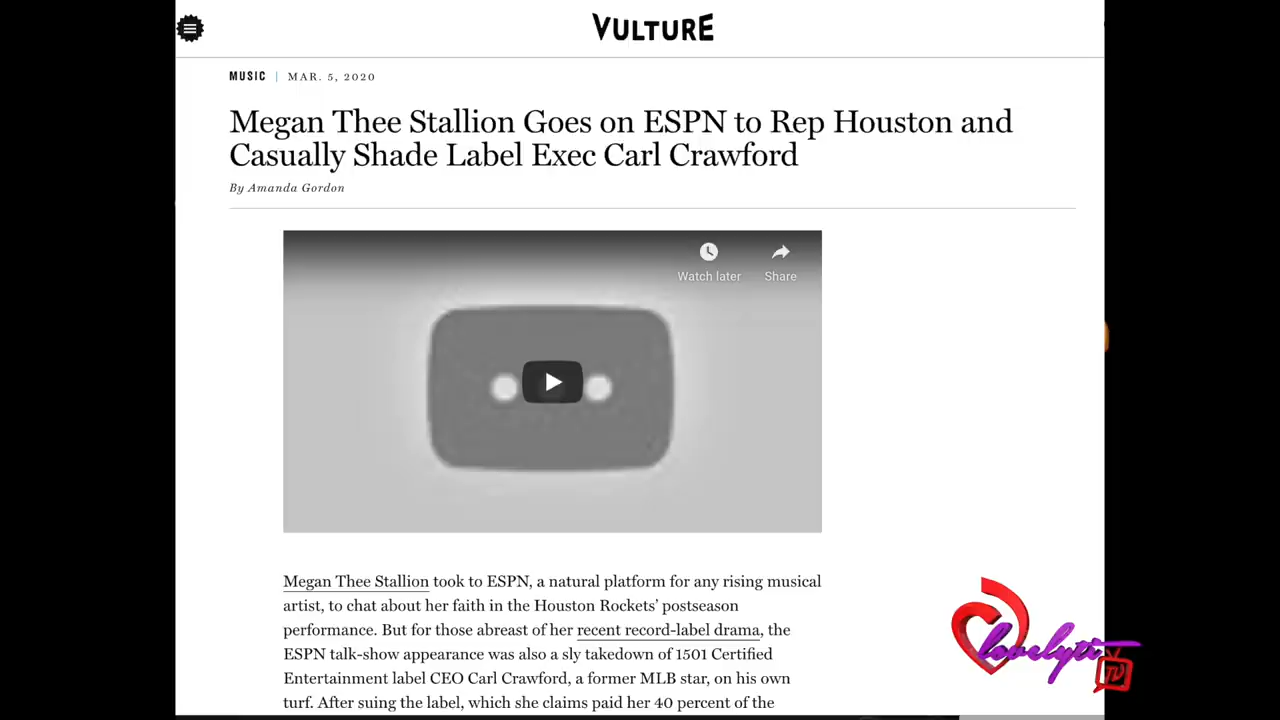 VULTURE
MUSIC | MAR. 5, 2020
Megan Thee Stallion Goes on ESPN to Rep Houston and
Casually Shade Label Exec Carl Crawford
By Amanda Gordon
Watch later
Share
Megan Thee Stallion took to ESPN, a natural platform for any rising musical
artist, to chat about her faith in the Houston Rockets’ postseason
performance. But for those abreast of her recent record-label drama, the
ESPN talk-show appearance was also a sly takedown of 1501 Certified
Entertainment label CEO Carl Crawford, a former MLB star, on his own
turf. After suing the label, which she claims paid her 40 percent of the
lovelyti
TV